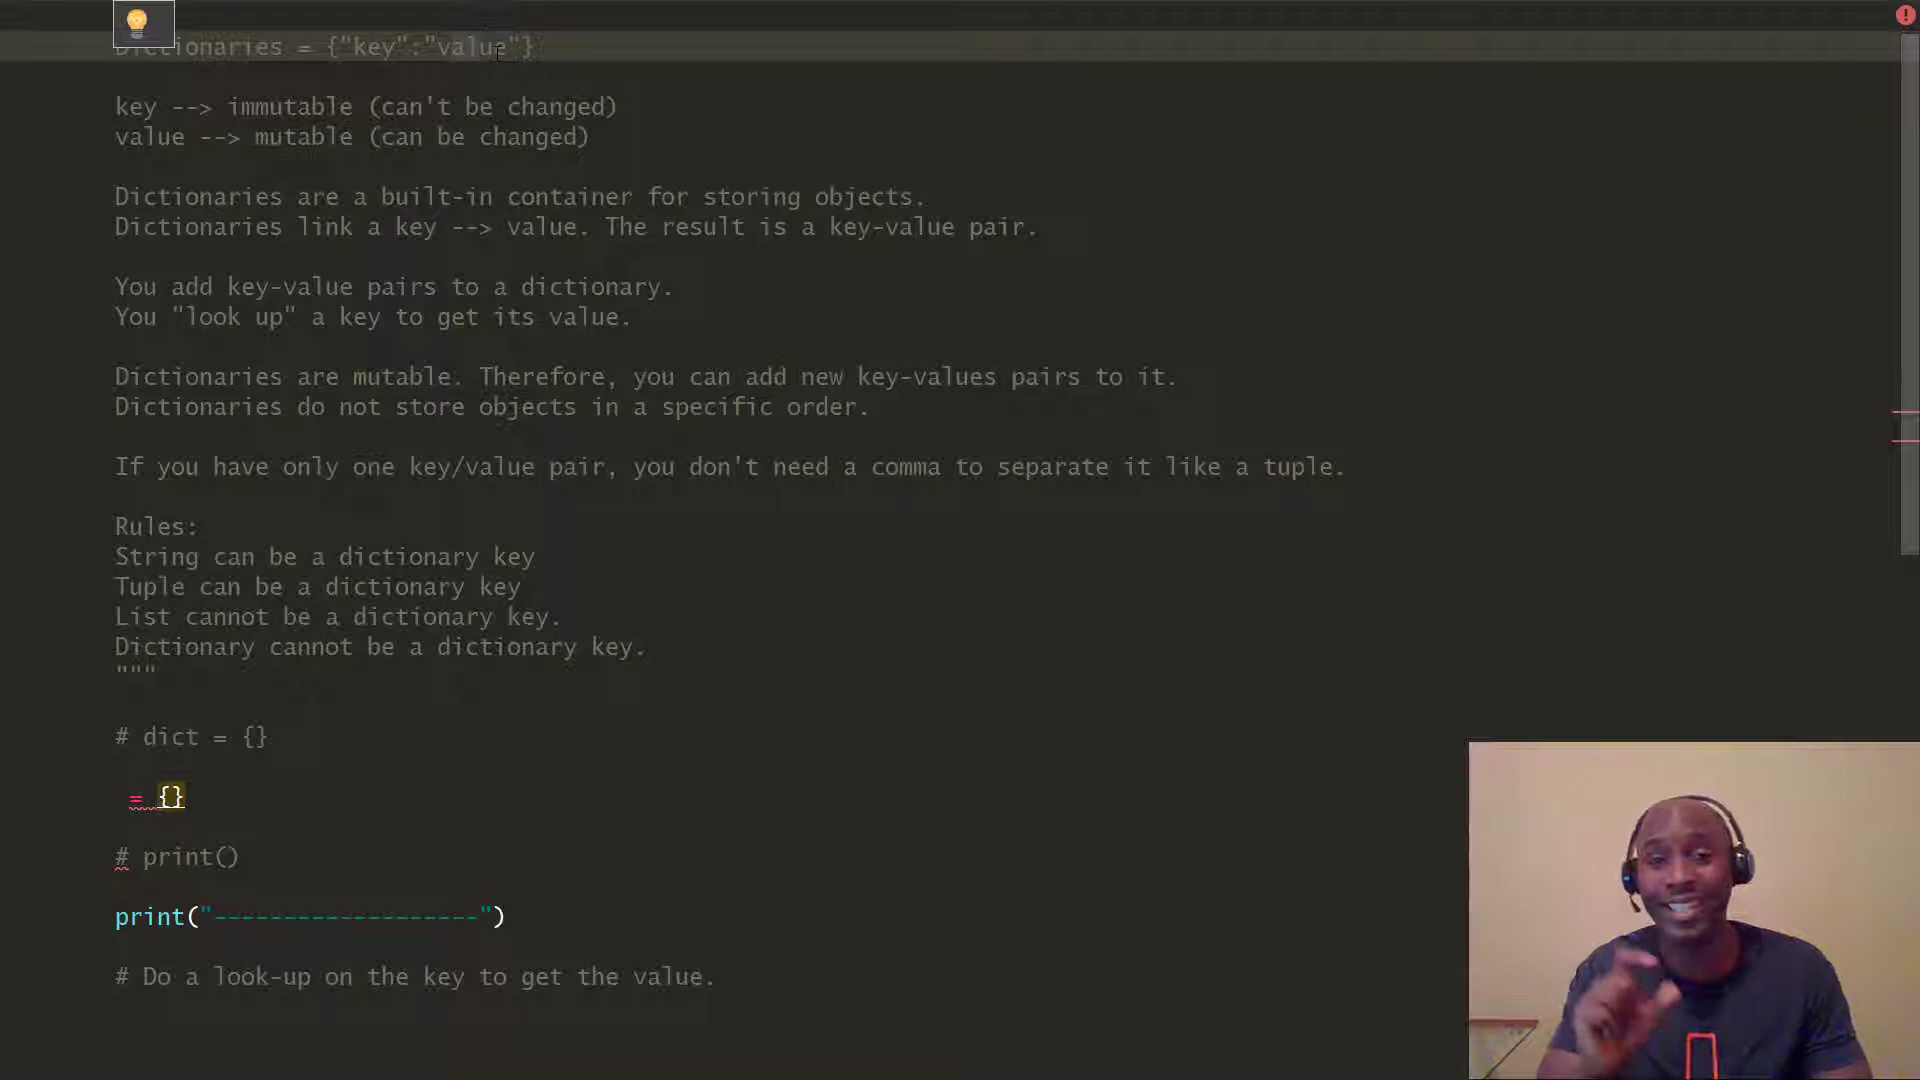 Dictionaries = {"key":"value"}
key --> immutable (can't be changed)
value --> mutable (can be changed)
Dictionaries are a built-in container for storing objects.
Dictionaries link a key --> value. The result is a key-value pair.
You add key-value pairs to a dictionary.
You "look up" a key to get its value.
Dictionaries are mutable. Therefore, you can add new key-values pairs to it.
Dictionaries do not store objects in a specific order.
If you have only one key/value pair, you don't need a comma to separate it like a tuple.
Rules:
String can be a dictionary key
Tuple can be a dictionary key
List cannot be a dictionary key.
Dictionary cannot be a dictionary key.
"""
# dict = {}
= {}
# print()
print("-------------------")
# Do a look-up on the key to get the value.